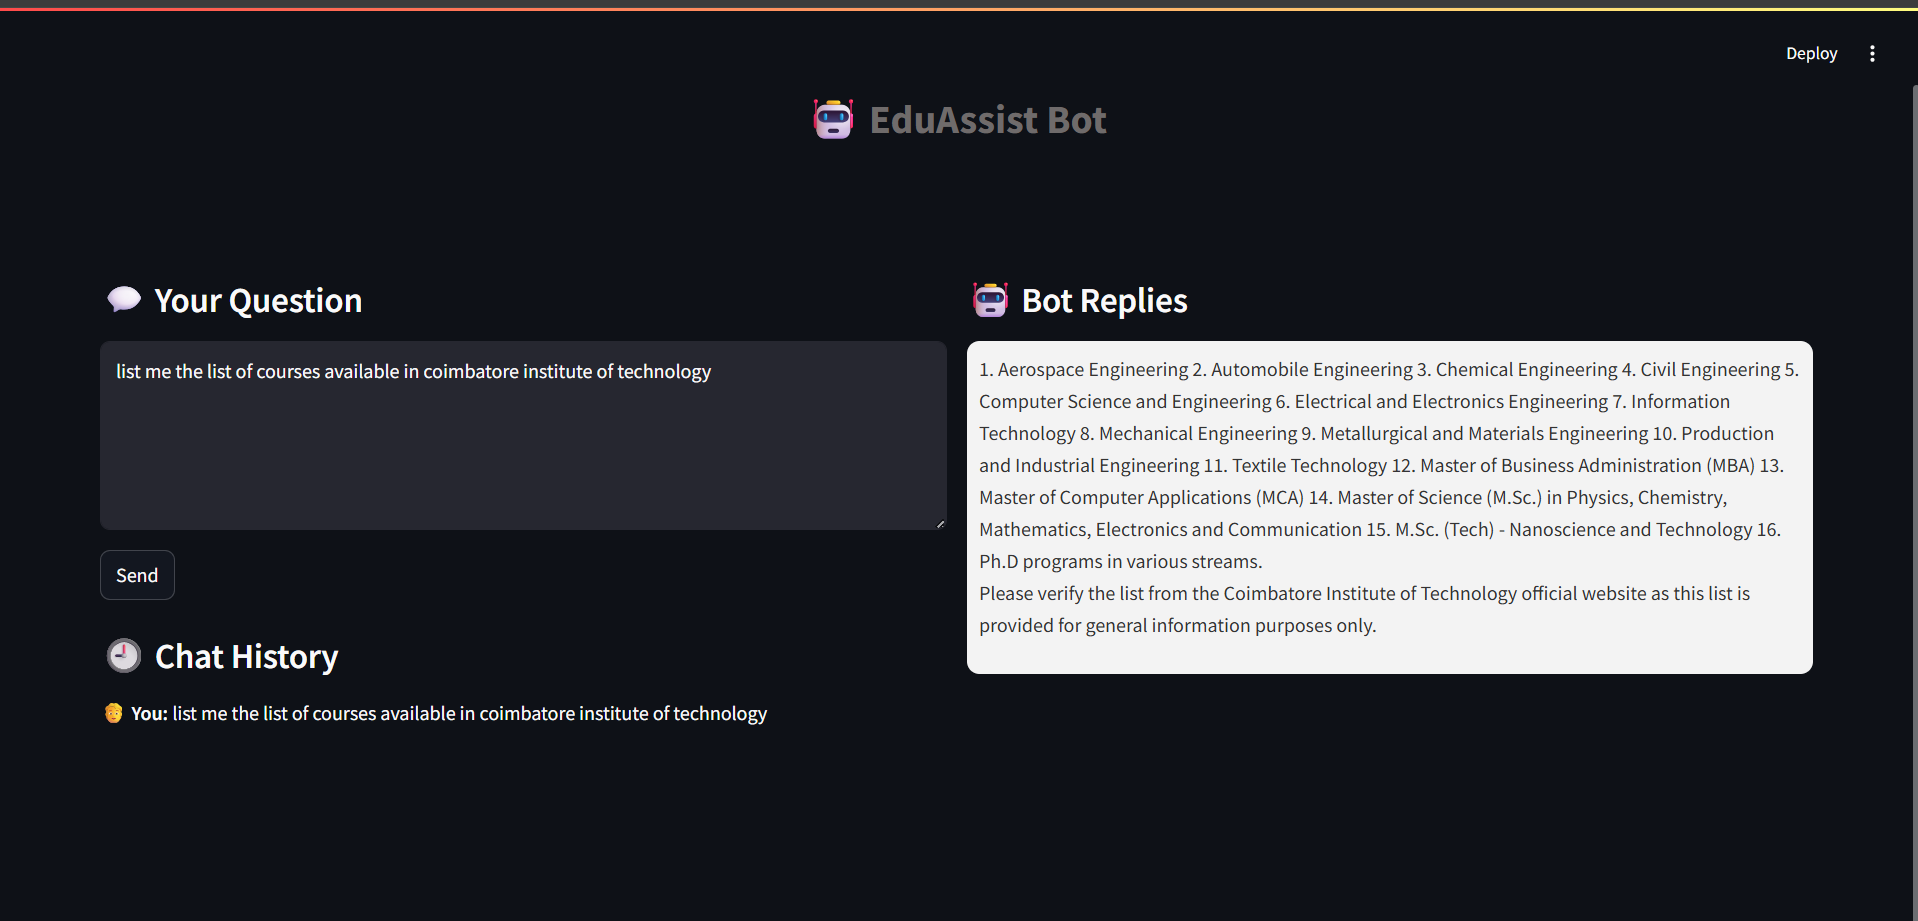 Deploy
EduAssist Bot
Your Question
list me the list of courses available in coimbatore institute of technology
Send
Chat History
You: list me the list of courses available in coimbatore institute of technology
Bot Replies
1. Aerospace Engineering 2. Automobile Engineering 3. Chemical Engineering 4. Civil Engineering 5.
Computer Science and Engineering 6. Electrical and Electronics Engineering 7. Information
Technology 8. Mechanical Engineering 9. Metallurgical and Materials Engineering 10. Production
and Industrial Engineering 11. Textile Technology 12. Master of Business Administration (MBA) 13.
Master of Computer Applications (MCA) 14. Master of Science (M.Sc.) in Physics, Chemistry,
Mathematics, Electronics and Communication 15. M.Sc. (Tech) - Nanoscience and Technology 16.
Ph.D programs in various streams.
Please verify the list from the Coimbatore Institute of Technology official website as this list is
provided for general information purposes only.